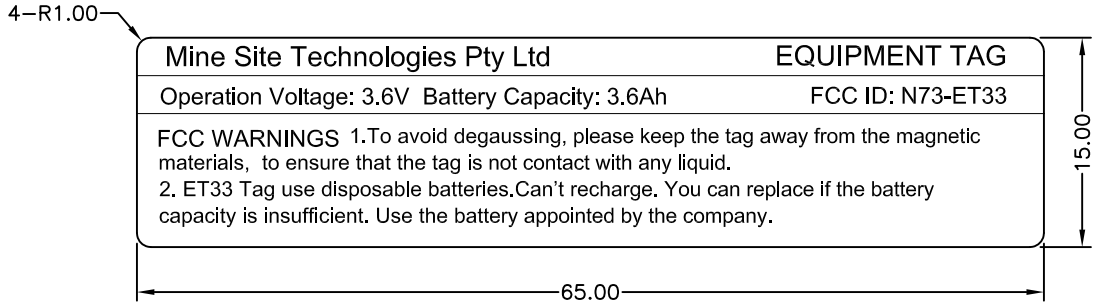 4-R1.00
Mine Site Technologies Pty Ltd EQUIPMENT TAG
Operation Voltage: 3.6V Battery Capacity: 3.6Ah FCC ID: N73-ET33
FCC WARNINGS 1.To avoid degaussing, please keep the tag away from the magnetic
materials, to ensure that the tag is not contact with any liquid.
2. ET33 Tag use disposable batteries.Can't recharge. You can replace if the battery
capacity is insufficient. Use the battery appointed by the company.
15.00
65.00